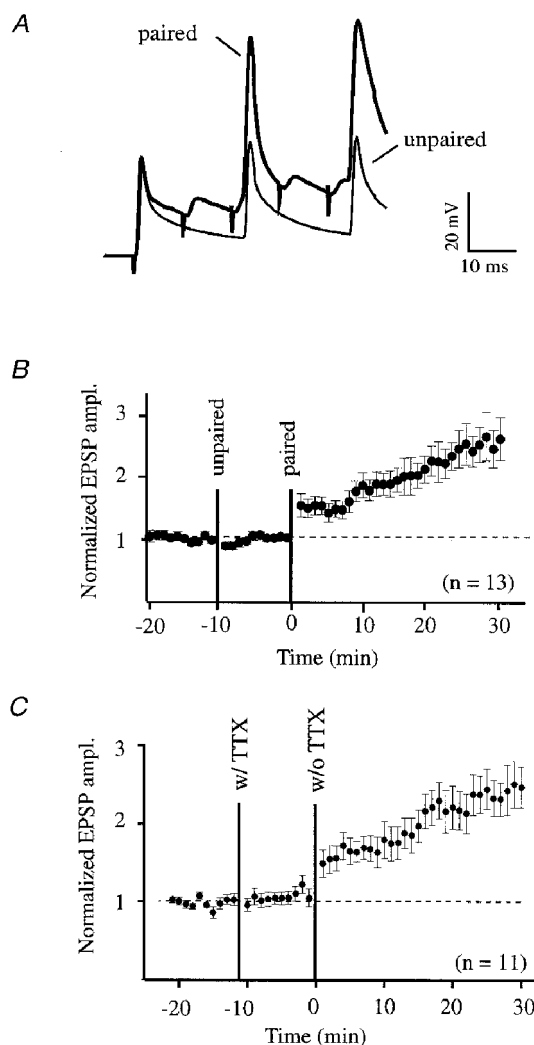 A
paired
unpaired
20 mV
10 ms
B
Normalized EPSP ampl.
3
2
1
unpaired
paired
(n = 13)
-20
-10
0
10
20
30
Time (min)
C
Normalized EPSP ampl.
3
2
1
w/ TTX
w/o TTX
(n = 11)
-20
-10
0
10
20
30
Time (min)